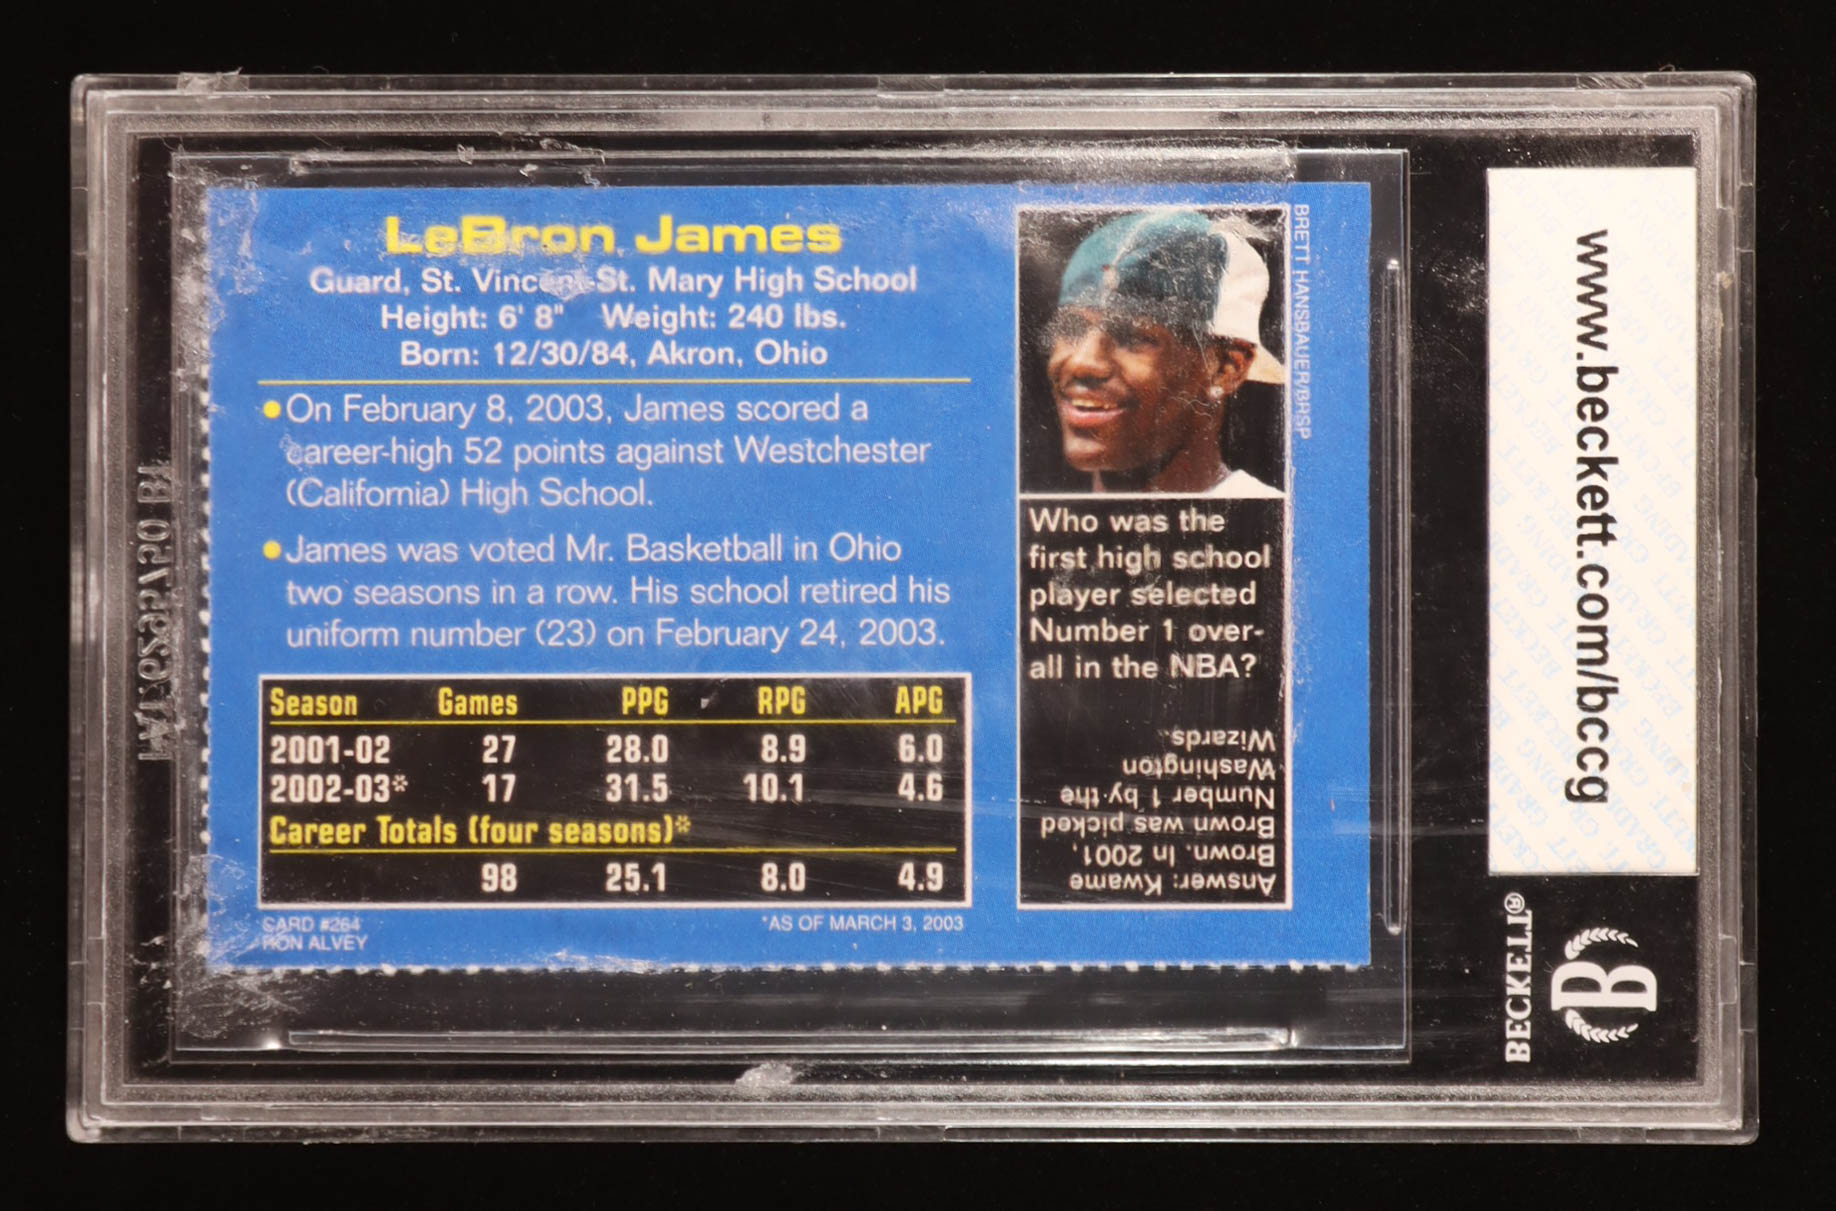 LeBron James
Guard, St. Vincent-St. Mary High School
Height: 6' 8" Weight: 240 lbs.
Born: 12/30/84, Akron, Ohio
On February 8, 2003, James scored a
career-high 52 points against Westchester
(California) High School.
James was voted Mr. Basketball in Ohio
two seasons in a row. His school retired his
uniform number (23) on February 24, 2003.
Season Games PPG RPG APG
2001-02 27 28.0 8.9 6.0
2002-03* 17 31.5 10.1 4.6
Career Totals (four seasons)*
98 25.1 8.0 4.9
CARD #264
RON ALVEY
*AS OF MARCH 3, 2003
BRETT HANSBAUER/BRSP
Who was the
first high school
player selected
Number 1 over-
all in the NBA?
Answer: Kwame
Brown. In 2001,
Brown was picked
Number 1 by the
Washington
Wizards.
www.beckett.com/bccg
BECKETT®
B